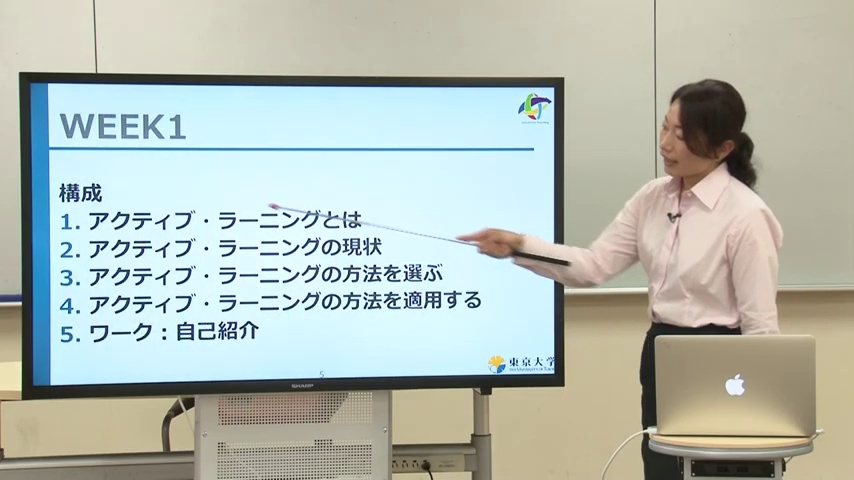 WEEK1
構成
1. アクティブ・ラーニングとは
2. アクティブ・ラーニングの現状
3. アクティブ・ラーニングの方法を選ぶ
4. アクティブ・ラーニングの方法を適用する
5. ワーク：自己紹介
5
東京大学
SHARP